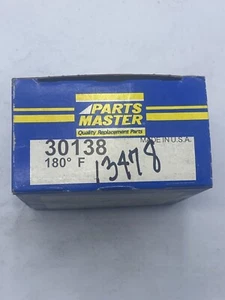 PARTS
MASTER
Quality Replacement Parts
30138
MADE IN U.S.A.
180° F
13478